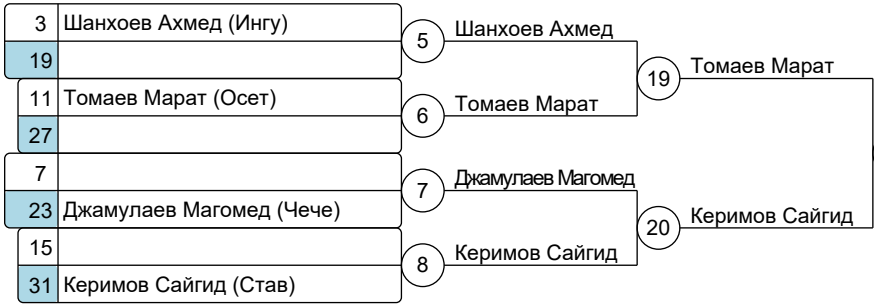 3 Шанхоев Ахмед (Ингу)
19
5 Шанхоев Ахмед
11 Томаев Марат (Осет)
27
6 Томаев Марат
19 Томаев Марат
7
23 Джамулаев Магомед (Чече)
7 Джамулаев Магомед
15
31 Керимов Сайгид (Став)
8 Керимов Сайгид
20 Керимов Сайгид